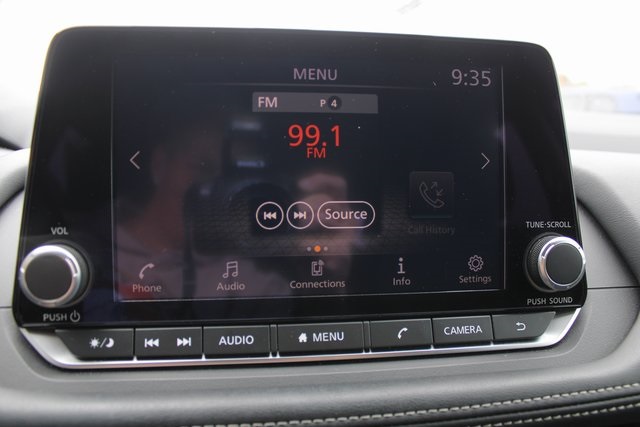 MENU 9:35
FM P 4
99.1
FM
Source
Call History
Phone Audio Connections Info Settings
VOL
PUSH
TUNE·SCROLL
PUSH SOUND
AUDIO MENU CAMERA